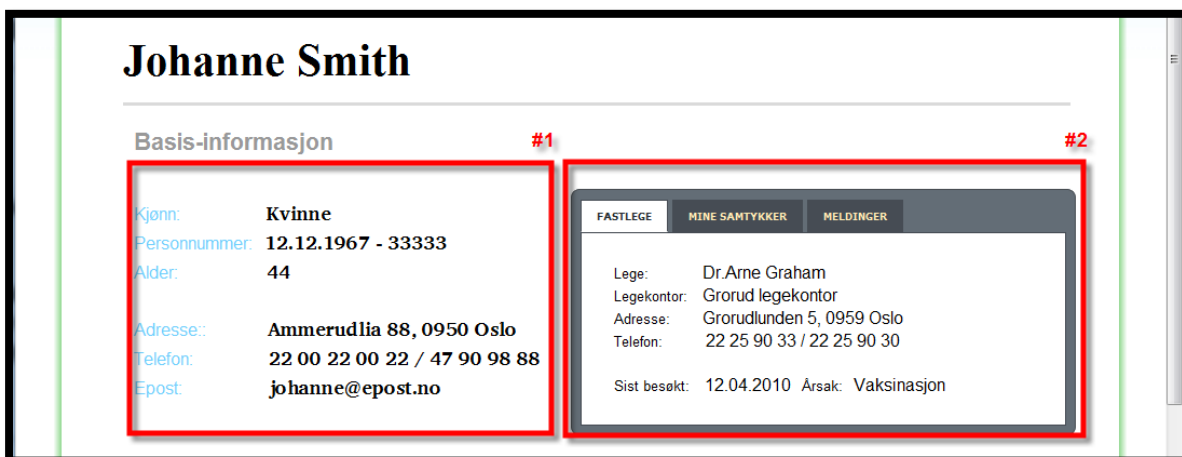 Johanne Smith
Basis-informasjon
#1
#2
Kjønn: Kvinne
Personnummer: 12.12.1967 - 33333
Alder: 44
Adresse:: Ammerudlia 88, 0950 Oslo
Telefon: 22 00 22 00 22 / 47 90 98 88
Epost: johanne@epost.no
FASTLEGE MINE SAMTYKKER MELDINGER
Lege: Dr.Arne Graham
Legekontor: Grorud legekontor
Adresse: Grorudlunden 5, 0959 Oslo
Telefon: 22 25 90 33 / 22 25 90 30
Sist besøkt: 12.04.2010 Årsak: Vaksinasjon